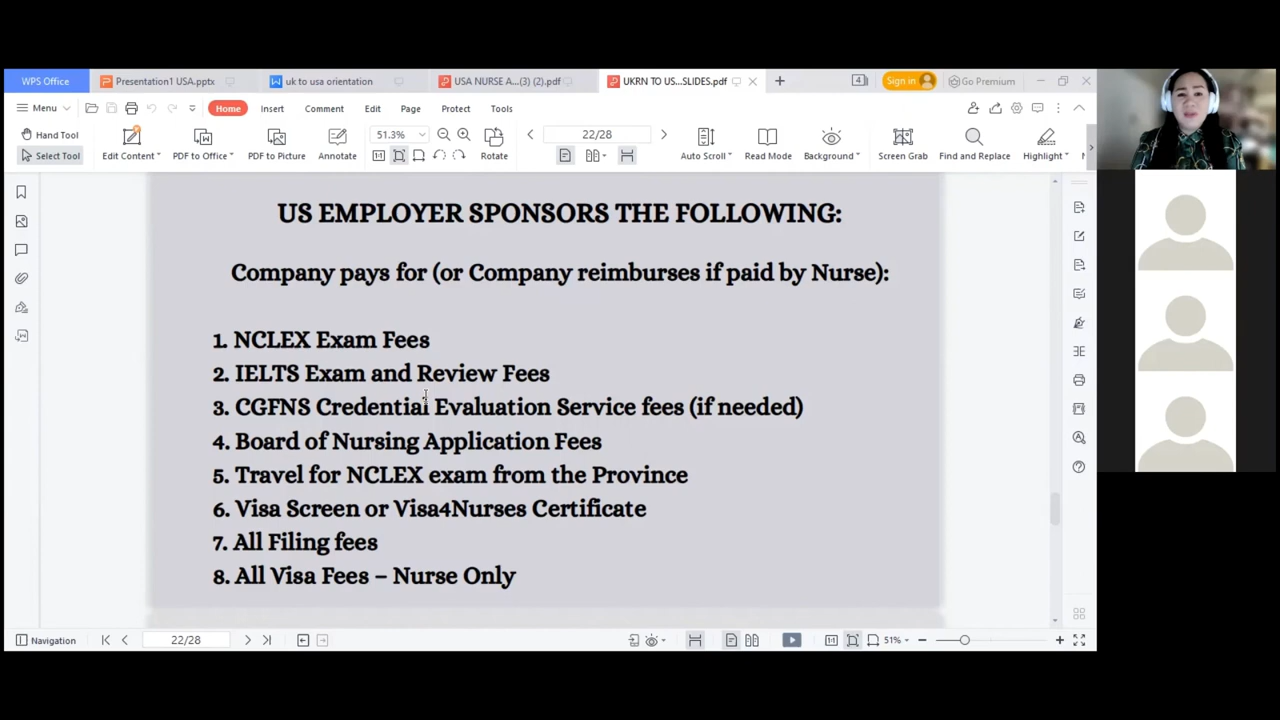 WPS Office
Presentation1 USA.pptx
uk to usa orientation
USA NURSE A...(3) (2).pdf
UKRN TO US...SLIDES.pdf
4
Sign in
Go Premium
Menu
Home
Insert
Comment
Edit
Page
Protect
Tools
Hand Tool
Select Tool
Edit Content
PDF to Office
PDF to Picture
Annotate
51.3%
Rotate
22/28
Auto Scroll
Read Mode
Background
Screen Grab
Find and Replace
Highlight
US EMPLOYER SPONSORS THE FOLLOWING:
Company pays for (or Company reimburses if paid by Nurse):
1. NCLEX Exam Fees
2. IELTS Exam and Review Fees
3. CGFNS Credential Evaluation Service fees (if needed)
4. Board of Nursing Application Fees
5. Travel for NCLEX exam from the Province
6. Visa Screen or Visa4Nurses Certificate
7. All Filing fees
8. All Visa Fees – Nurse Only
Navigation
22/28
51%